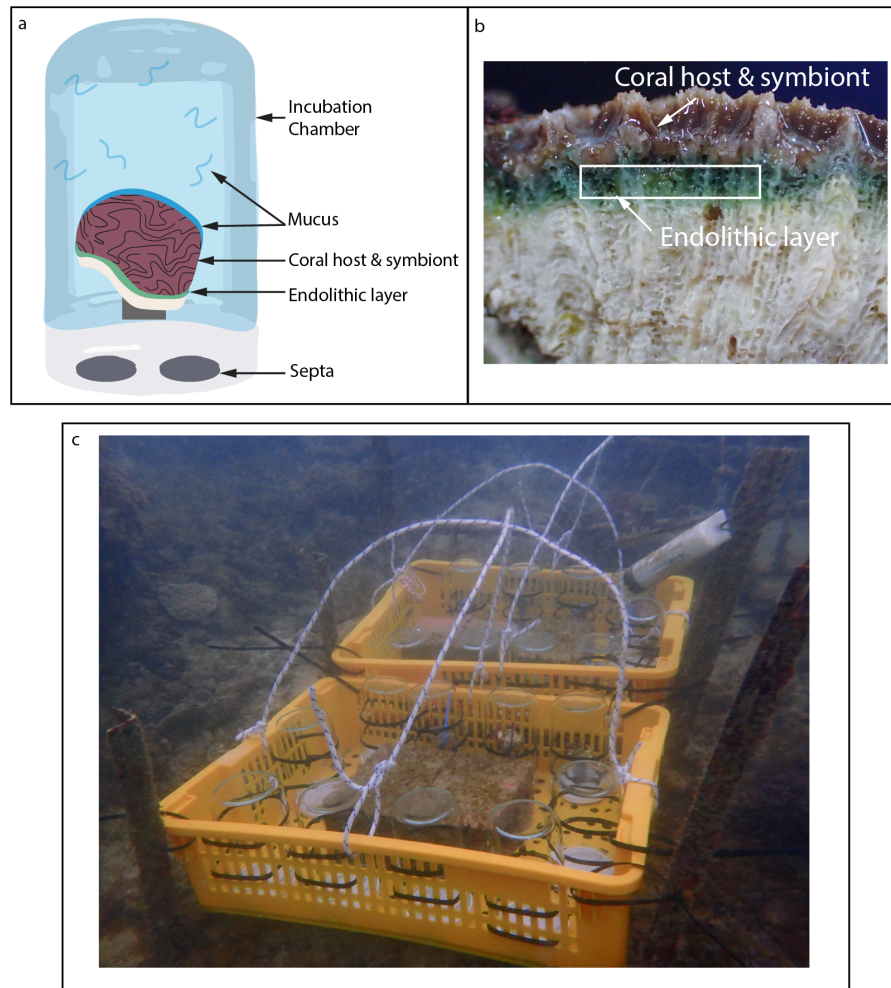 a
Incubation
Chamber
Mucus
Coral host & symbiont
Endolithic layer
Septa
b
Coral host & symbiont
Endolithic layer
c